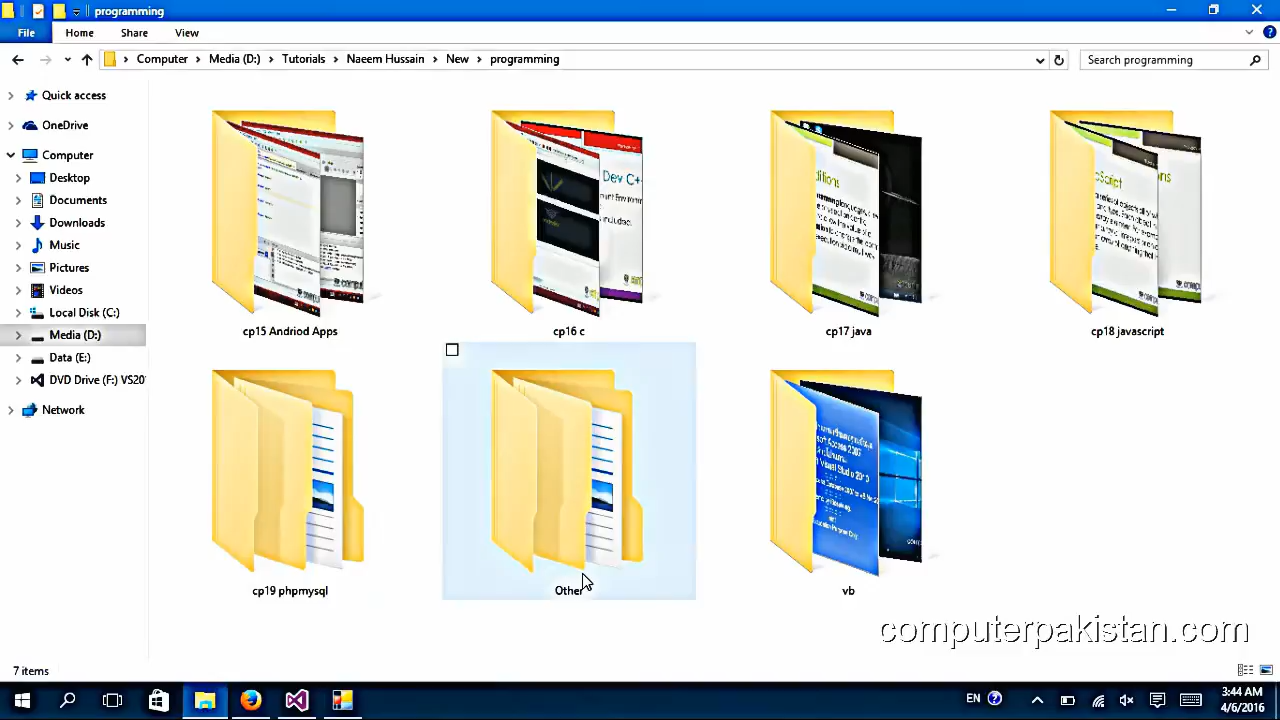 programming
File Home Share View
Computer Media (D:) Tutorials Naeem Hussain New programming
Search programming
Quick access
OneDrive
Computer
Desktop
Documents
Downloads
Music
Pictures
Videos
Local Disk (C:)
Media (D:)
Data (E:)
DVD Drive (F:) VS20
Network
Dev C++
cp15 Andriod Apps
cp16 c
cp17 java
cp18 javascript
cp19 phpmysql
Other
vb
computerpakistan.com
7 items
EN
3:44 AM
4/6/2016